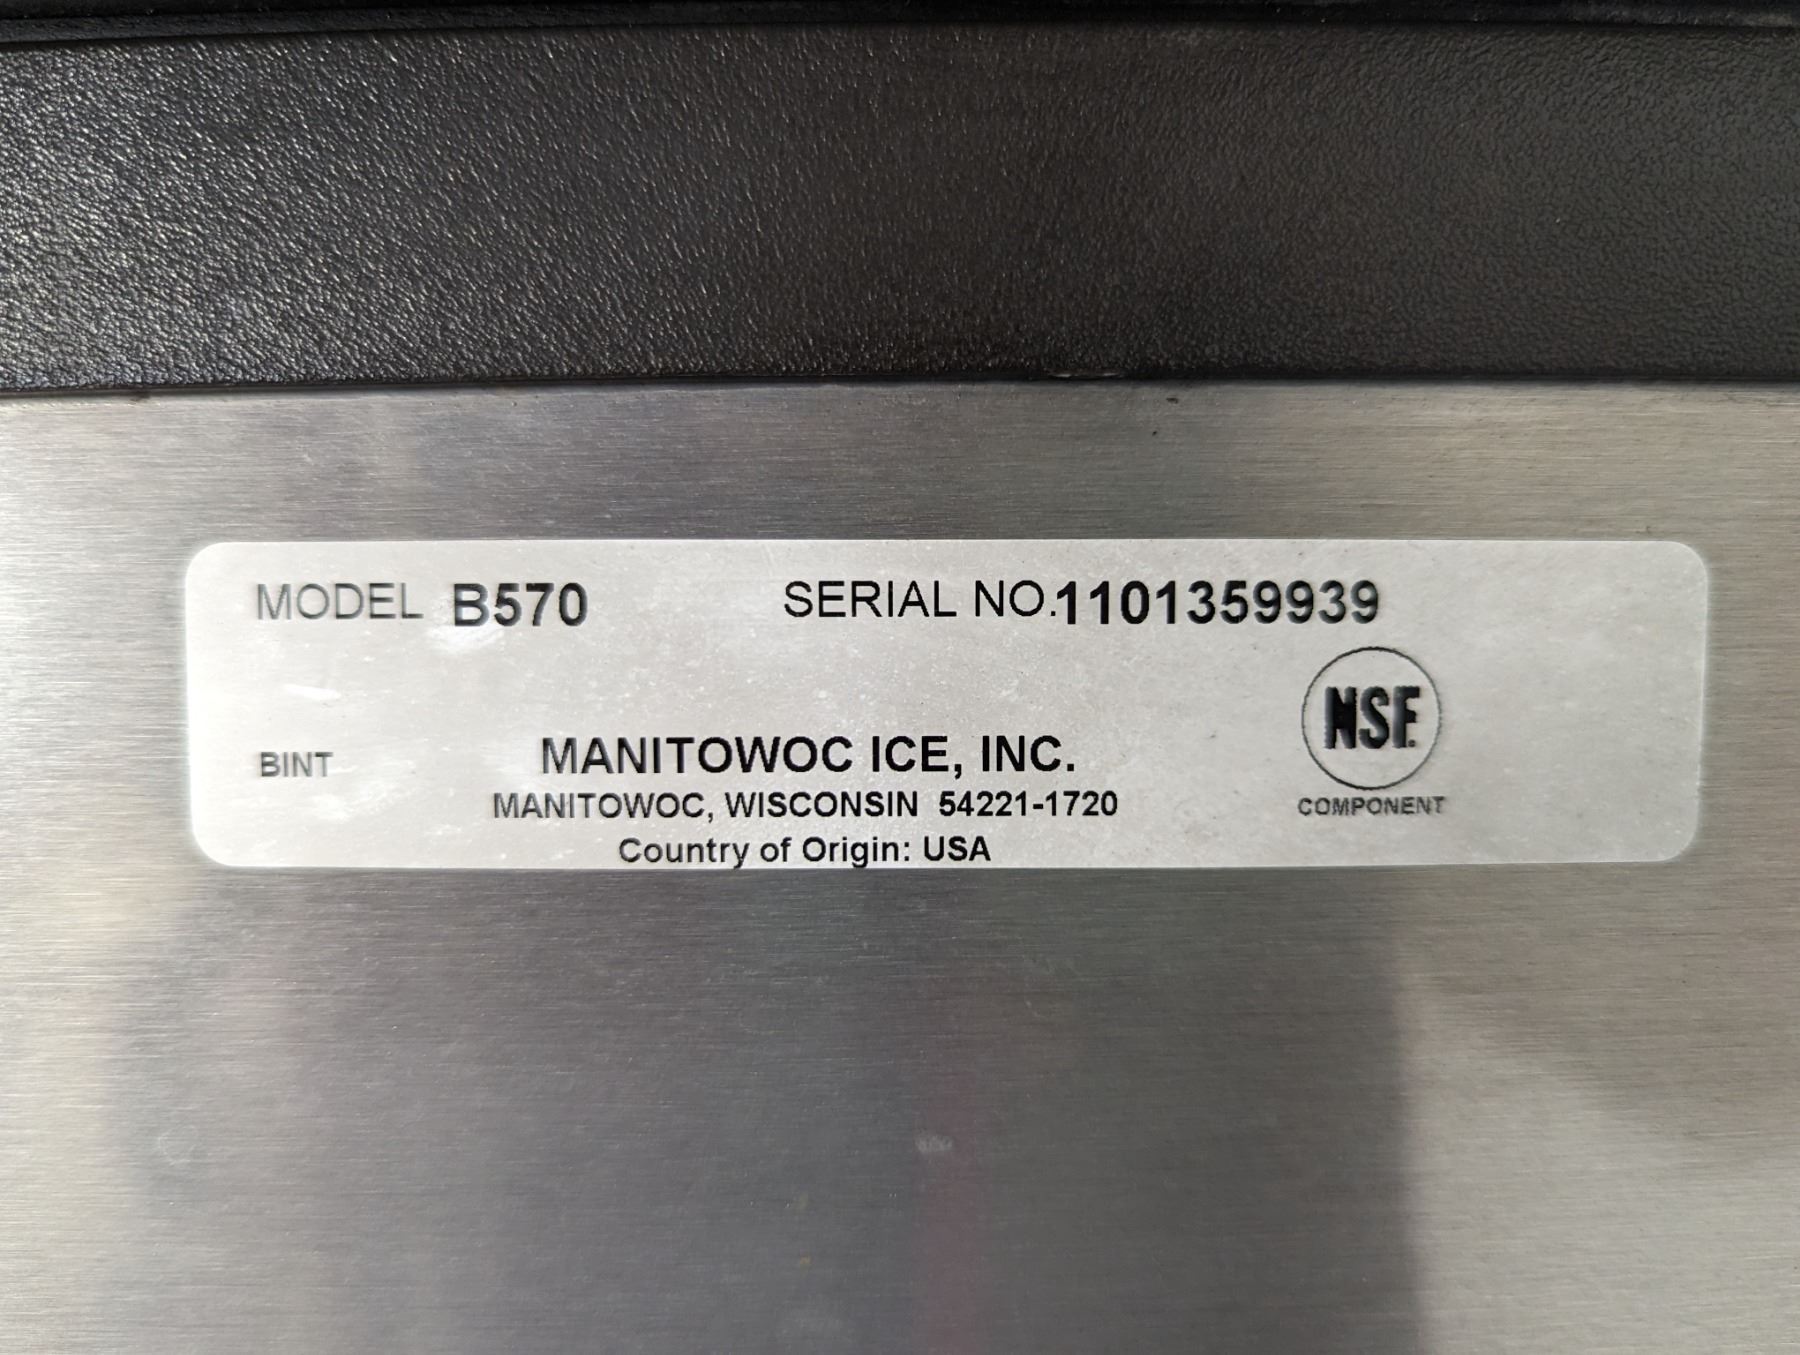 MODEL B570 SERIAL NO.1101359939
NSF.
COMPONENT
BINT
MANITOWOC ICE, INC.
MANITOWOC, WISCONSIN 54221-1720
Country of Origin: USA